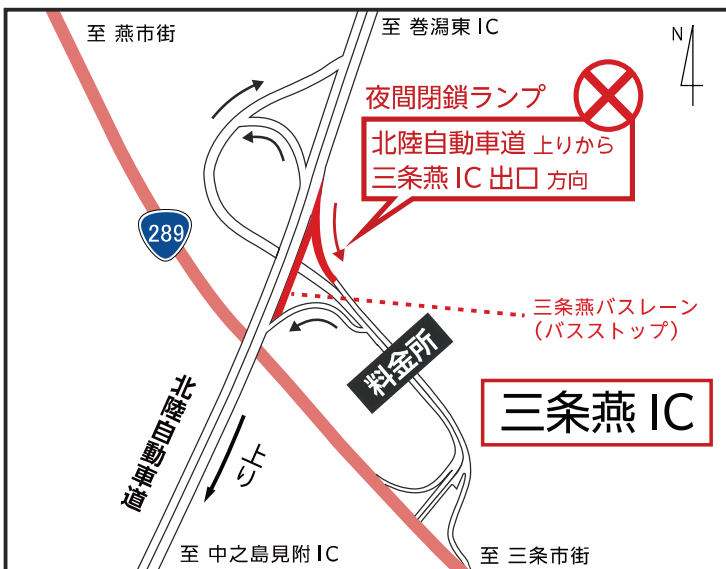 至 燕市街
至 巻潟東 IC
N
夜間閉鎖ランプ
北陸自動車道 上りから
三条燕 IC 出口 方向
289
三条燕バスレーン
(バスストップ)
料金所
三条燕 IC
北陸自動車道
上り
至 中之島見附 IC
至 三条市街